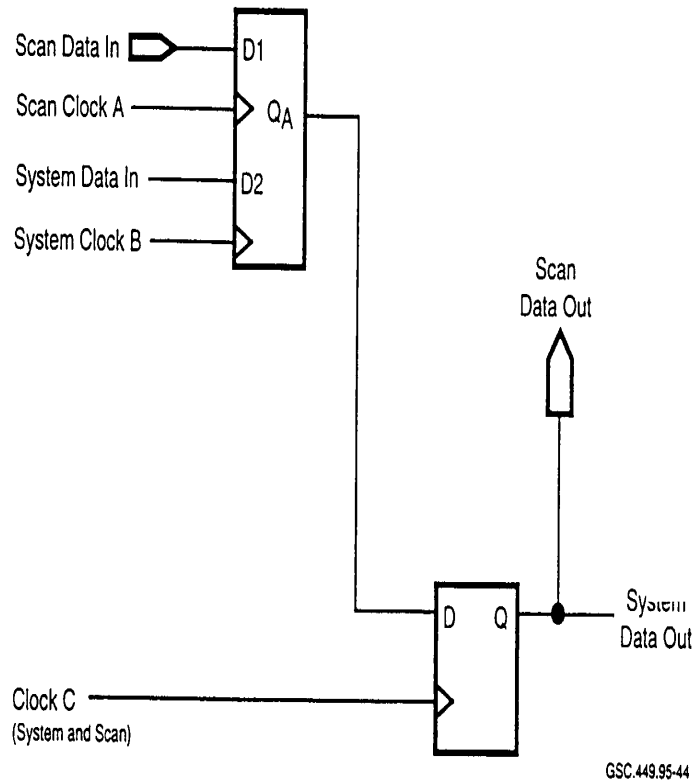 Scan Data In
D1
Scan Clock A
QA
System Data In
D2
System Clock B
Scan
Data Out
D Q
System
Data Out
Clock C
(System and Scan)
GSC.449.95-44